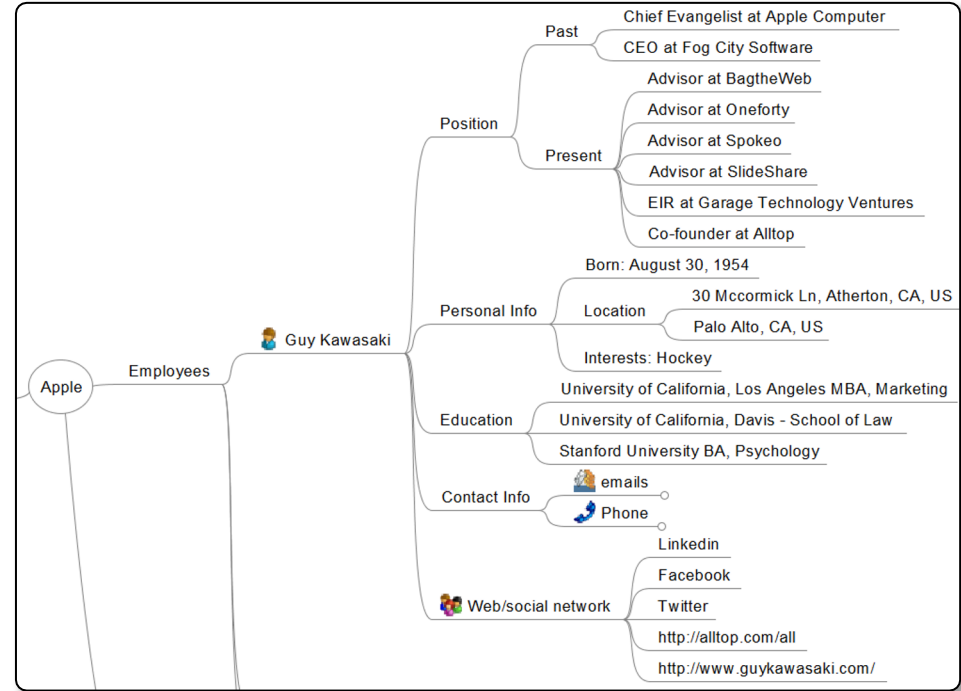 Apple
Employees
Guy Kawasaki
Position
Past
Chief Evangelist at Apple Computer
CEO at Fog City Software
Present
Advisor at BagtheWeb
Advisor at Oneforty
Advisor at Spokeo
Advisor at SlideShare
EIR at Garage Technology Ventures
Co-founder at Alltop
Personal Info
Born: August 30, 1954
Location
30 Mccormick Ln, Atherton, CA, US
Palo Alto, CA, US
Interests: Hockey
Education
University of California, Los Angeles MBA, Marketing
University of California, Davis - School of Law
Stanford University BA, Psychology
Contact Info
emails
Phone
Web/social network
Linkedin
Facebook
Twitter
http://alltop.com/all
http://www.guykawasaki.com/